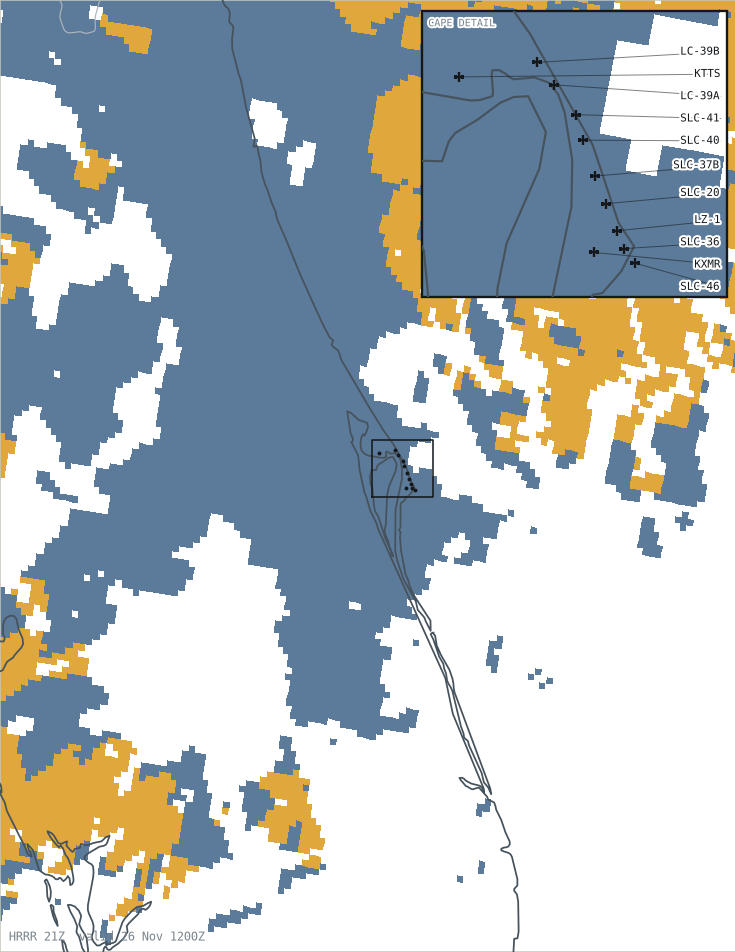 CAPE DETAIL
LC-39B
KTTS
LC-39A
SLC-41
SLC-40
SLC-37B
SLC-20
LZ-1
SLC-36
KXMR
SLC-46
HRRR 21Z valid 26 Nov 1200Z